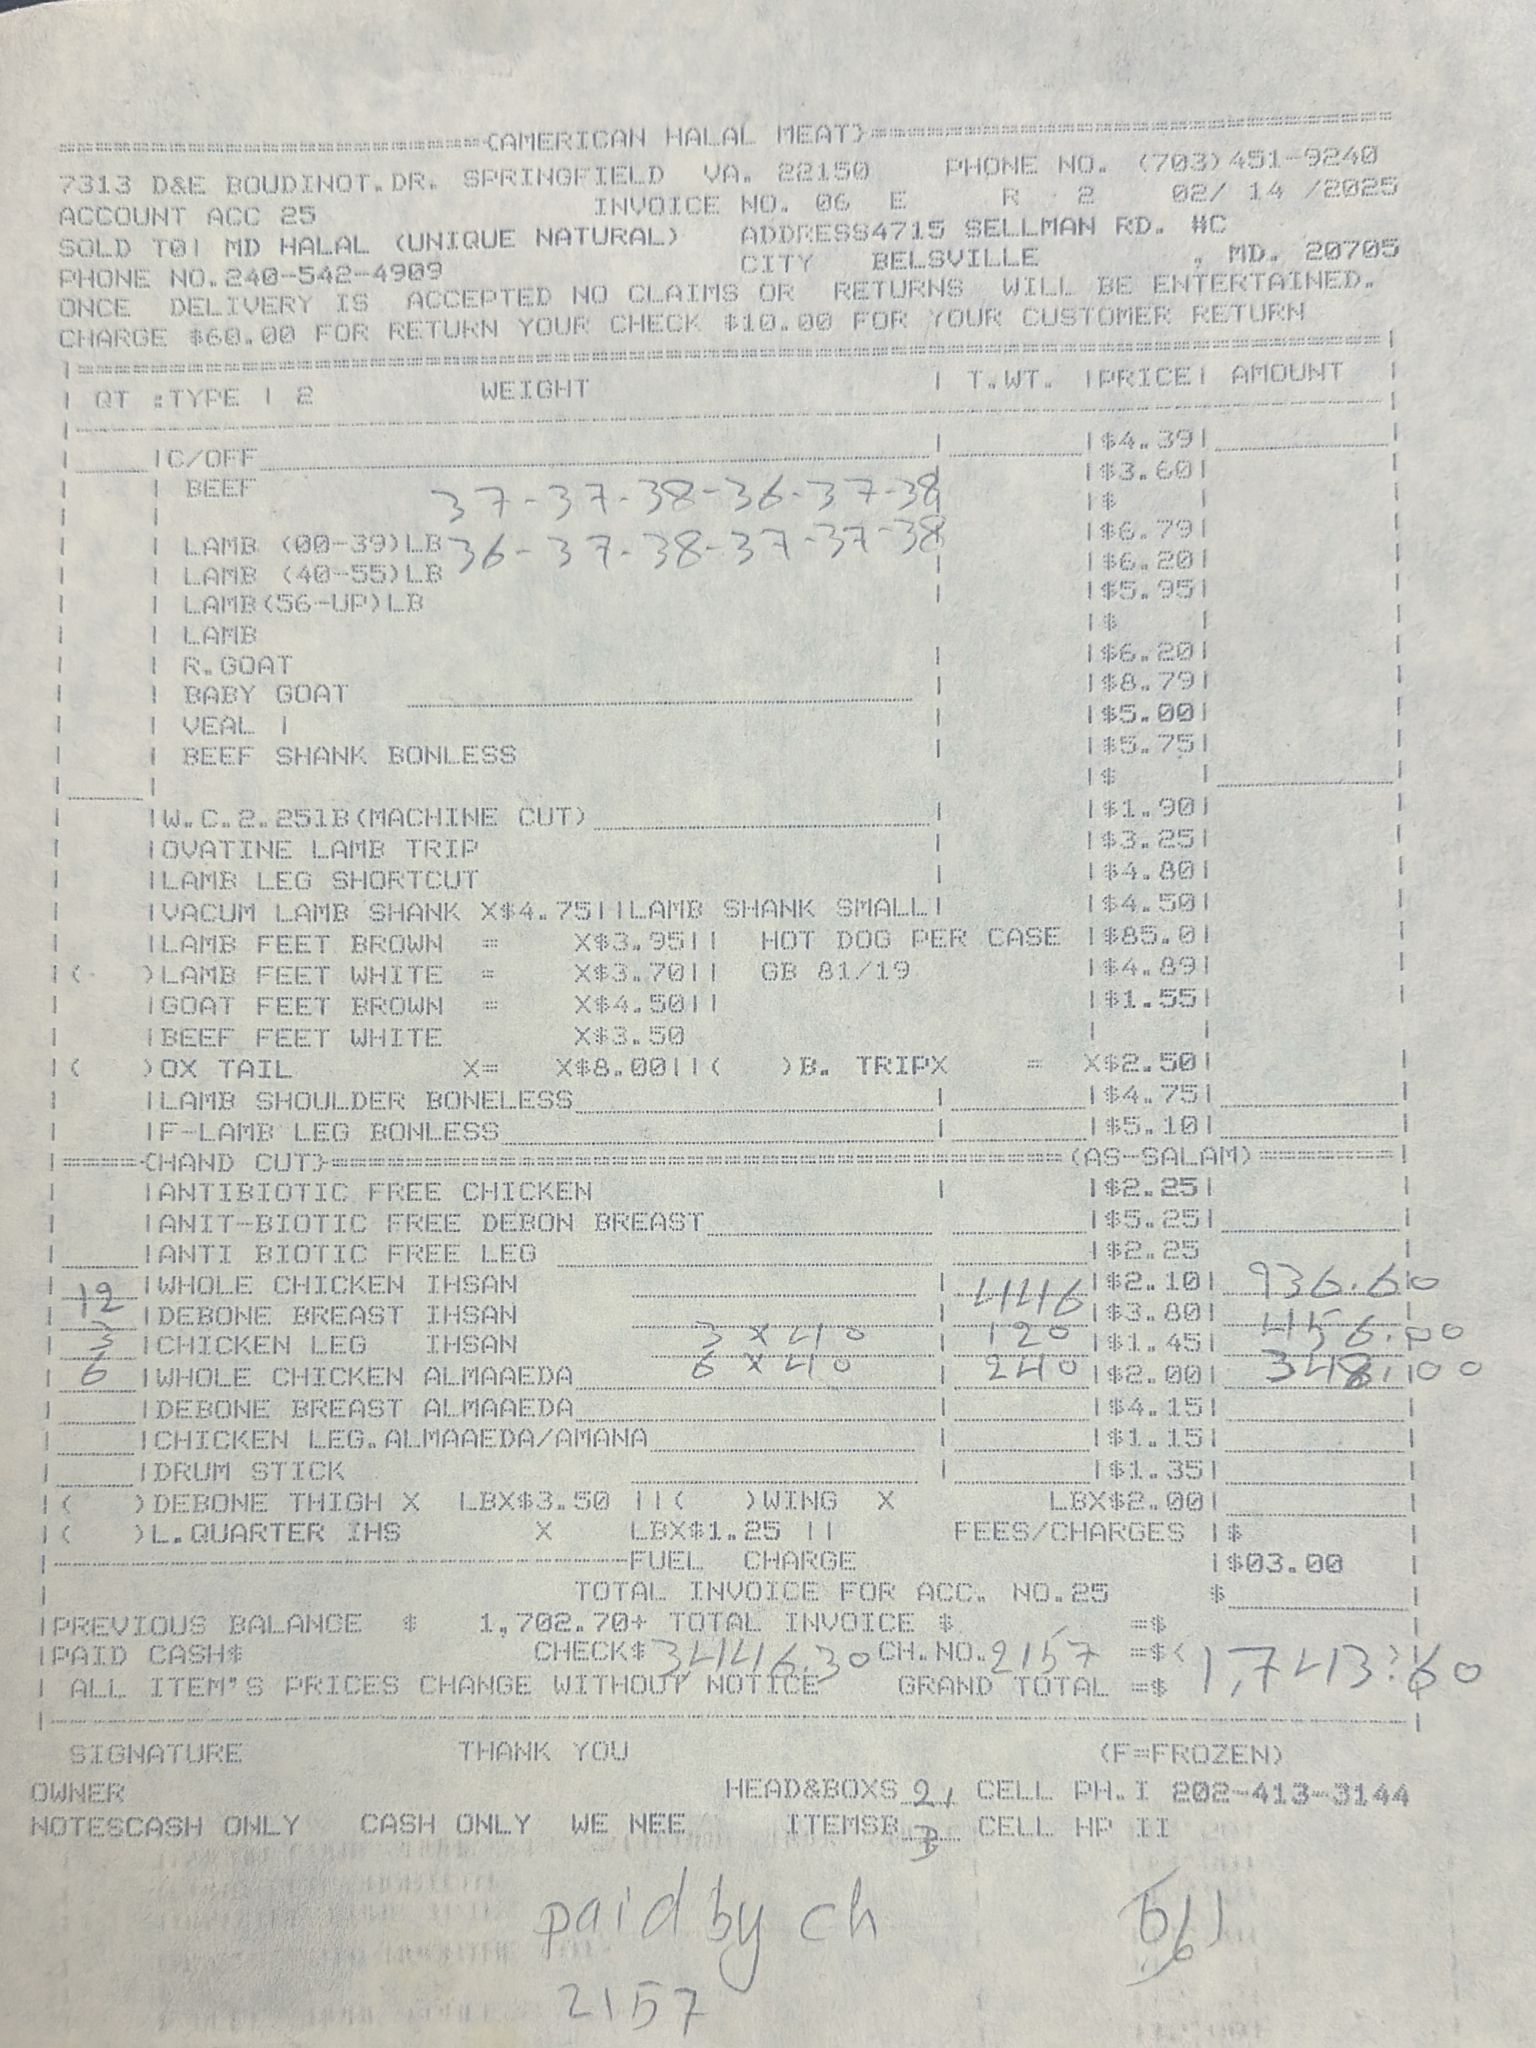 {AMERICAN HALAL MEAT}
7313 D&E BOUDINOT.DR. SPRINGFIELD VA. 22150 PHONE NO. (703)451-9240
ACCOUNT ACC 25 INVOICE NO. 06 E R 2 02/ 14 /2025
SOLD TO| MD HALAL (UNIQUE NATURAL) ADDRESS4715 SELLMAN RD. #C
PHONE NO.240-542-4909 CITY BELSVILLE , MD. 20705
ONCE DELIVERY IS ACCEPTED NO CLAIMS OR RETURNS WILL BE ENTERTAINED.
CHARGE $60.00 FOR RETURN YOUR CHECK $10.00 FOR YOUR CUSTOMER RETURN
QT :TYPE | 2 WEIGHT | T.WT. |PRICE| AMOUNT |
|C/OFF |$4.39|
| BEEF |$3.60|
37-37-38-36-37-38 |$ |
| LAMB (00-39)LB 36-37-38-37-37-38 |$6.79|
| LAMB (40-55)LB |$6.20|
| LAMB(56-UP)LB |$5.95|
| LAMB |$ |
| R.GOAT |$6.20|
| BABY GOAT |$8.79|
| VEAL | |$5.00|
| BEEF SHANK BONLESS |$5.75|
|$ |
|W.C.2.251B(MACHINE CUT) |$1.90|
|OVATINE LAMB TRIP |$3.25|
|LAMB LEG SHORTCUT |$4.80|
|VACUM LAMB SHANK X$4.75||LAMB SHANK SMALL| |$4.50|
|LAMB FEET BROWN = X$3.95|| HOT DOG PER CASE |$85.0|
|( )LAMB FEET WHITE = X$3.70|| GB 81/19 |$4.89|
|GOAT FEET BROWN = X$4.50|| |$1.55|
|BEEF FEET WHITE X$3.50
|( )OX TAIL X= X$8.00||( )B. TRIPX = X$2.50|
|LAMB SHOULDER BONELESS |$4.75|
|F-LAMB LEG BONLESS |$5.10|
|=====(HAND CUT}=====(AS-SALAM)========|
|ANTIBIOTIC FREE CHICKEN |$2.25|
|ANIT-BIOTIC FREE DEBON BREAST |$5.25|
|ANTI BIOTIC FREE LEG |$2.25
12 |WHOLE CHICKEN IHSAN 446 |$2.10| 936.60
3 |DEBONE BREAST IHSAN 3 x 40 120 |$3.80| 456.00
6 |CHICKEN LEG IHSAN 6 x 40 240 |$1.45| 348.00
|WHOLE CHICKEN ALMAAEDA |$2.00|
|DEBONE BREAST ALMAAEDA |$4.15|
|CHICKEN LEG.ALMAAEDA/AMANA |$1.15|
|DRUM STICK |$1.35|
|( )DEBONE THIGH X LBX$3.50 ||( )WING X LBX$2.00|
|( )L.QUARTER IHS X LBX$1.25 || FEES/CHARGES |$
FUEL CHARGE |$03.00
TOTAL INVOICE FOR ACC. NO.25 $
|PREVIOUS BALANCE $ 1,702.70+ TOTAL INVOICE $ =$
|PAID CASH$ CHECK$3446.30 CH.NO.2157 =$<
| ALL ITEM'S PRICES CHANGE WITHOUT NOTICE GRAND TOTAL =$ 1,743.60
SIGNATURE THANK YOU (F=FROZEN)
OWNER HEAD&BOXS 21 CELL PH.I 202-413-3144
NOTESCASH ONLY CASH ONLY WE NEE ITEMSB 3 CELL HP II
paid by ch
2157